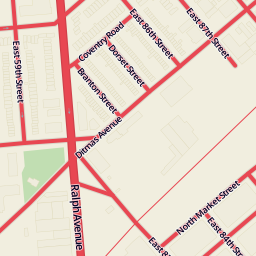 East 59th Street
Coventry Road
East 86th Street
East 87th Street
Dorset Street
Branton Street
Ditmas Avenue
Ralph Avenue
North Market Street
East 84th Street
East 8